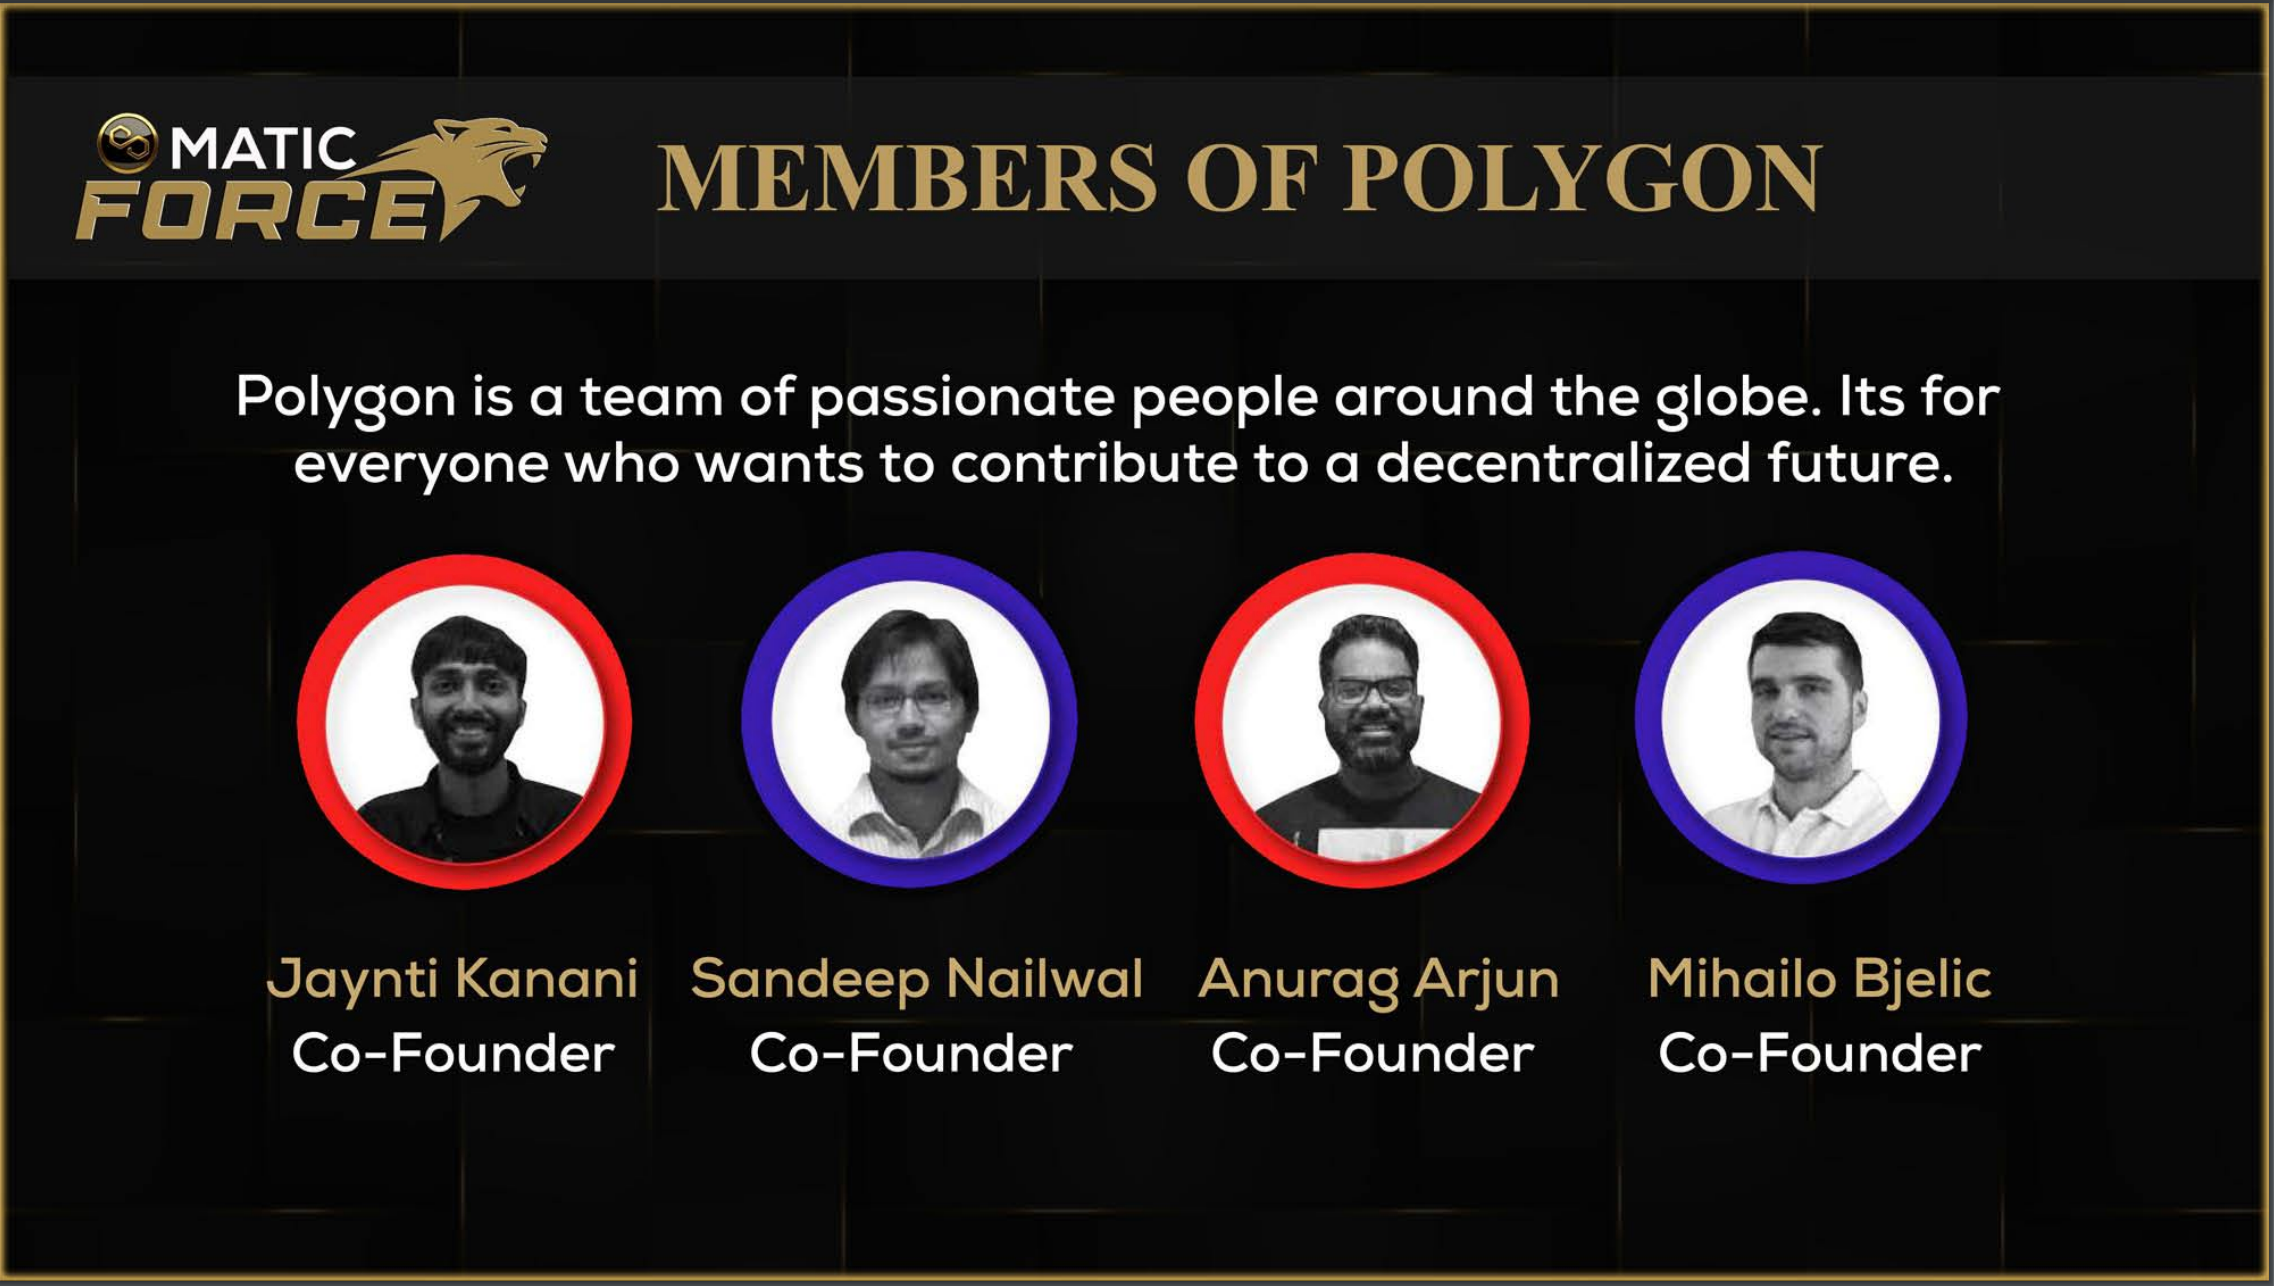 MATIC
FORCE
MEMBERS OF POLYGON
Polygon is a team of passionate people around the globe. Its for
everyone who wants to contribute to a decentralized future.
Jaynti Kanani
Sandeep Nailwal
Anurag Arjun
Mihailo Bjelic
Co-Founder
Co-Founder
Co-Founder
Co-Founder